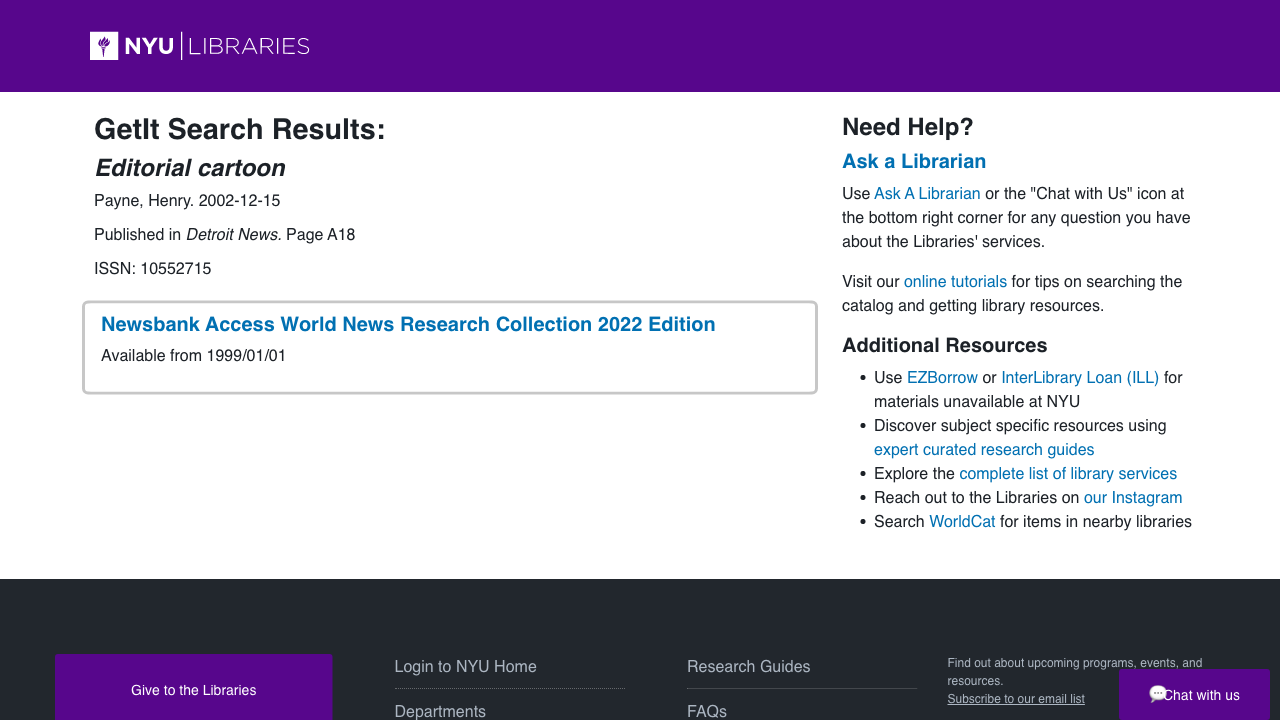 NYU LIBRARIES
GetIt Search Results:
Editorial cartoon
Payne, Henry. 2002-12-15
Published in Detroit News. Page A18
ISSN: 10552715
Newsbank Access World News Research Collection 2022 Edition
Available from 1999/01/01
Need Help?
Ask a Librarian
Use Ask A Librarian or the "Chat with Us" icon at
the bottom right corner for any question you have
about the Libraries' services.
Visit our online tutorials for tips on searching the
catalog and getting library resources.
Additional Resources
• Use EZBorrow or InterLibrary Loan (ILL) for
materials unavailable at NYU
• Discover subject specific resources using
expert curated research guides
• Explore the complete list of library services
• Reach out to the Libraries on our Instagram
• Search WorldCat for items in nearby libraries
Give to the Libraries
Login to NYU Home
Departments
Research Guides
FAQs
Find out about upcoming programs, events, and
resources.
Subscribe to our email list
💬Chat with us